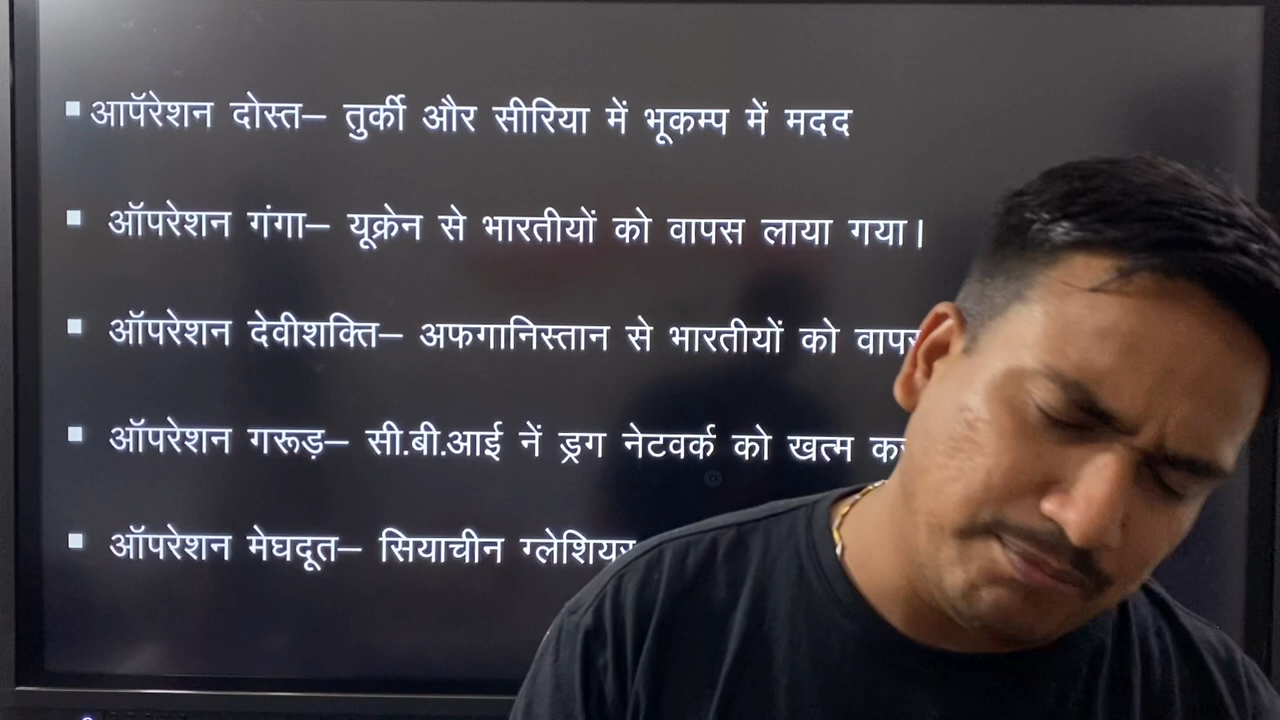 ▪ आपॅरेशन दोस्त– तुर्की और सीरिया में भूकम्प में मदद
▪ ऑपरेशन गंगा– यूक्रेन से भारतीयों को वापस लाया गया।
▪ ऑपरेशन देवीशक्ति– अफगानिस्तान से भारतीयों को
▪ ऑपरेशन गरूड़– सी.बी.आई नें ड्रग नेटवर्क को खत्म
▪ ऑपरेशन मेघदूत– सियाचीन ग्लेशियर